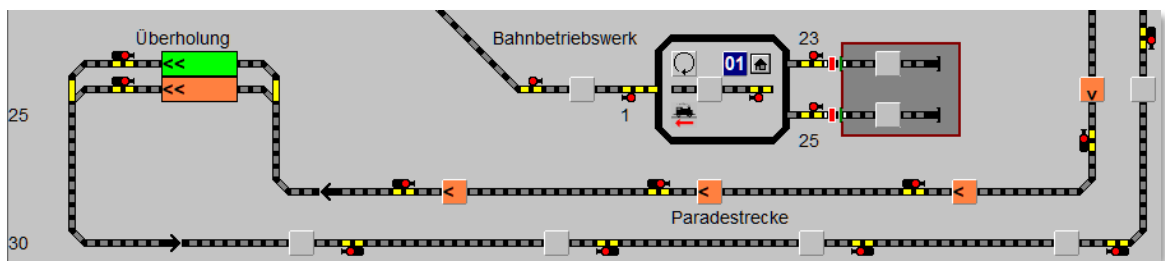 Überholung
Bahnbetriebswerk
23
<<
01
<<
v
25
1
25
<
<
<
Paradestrecke
30